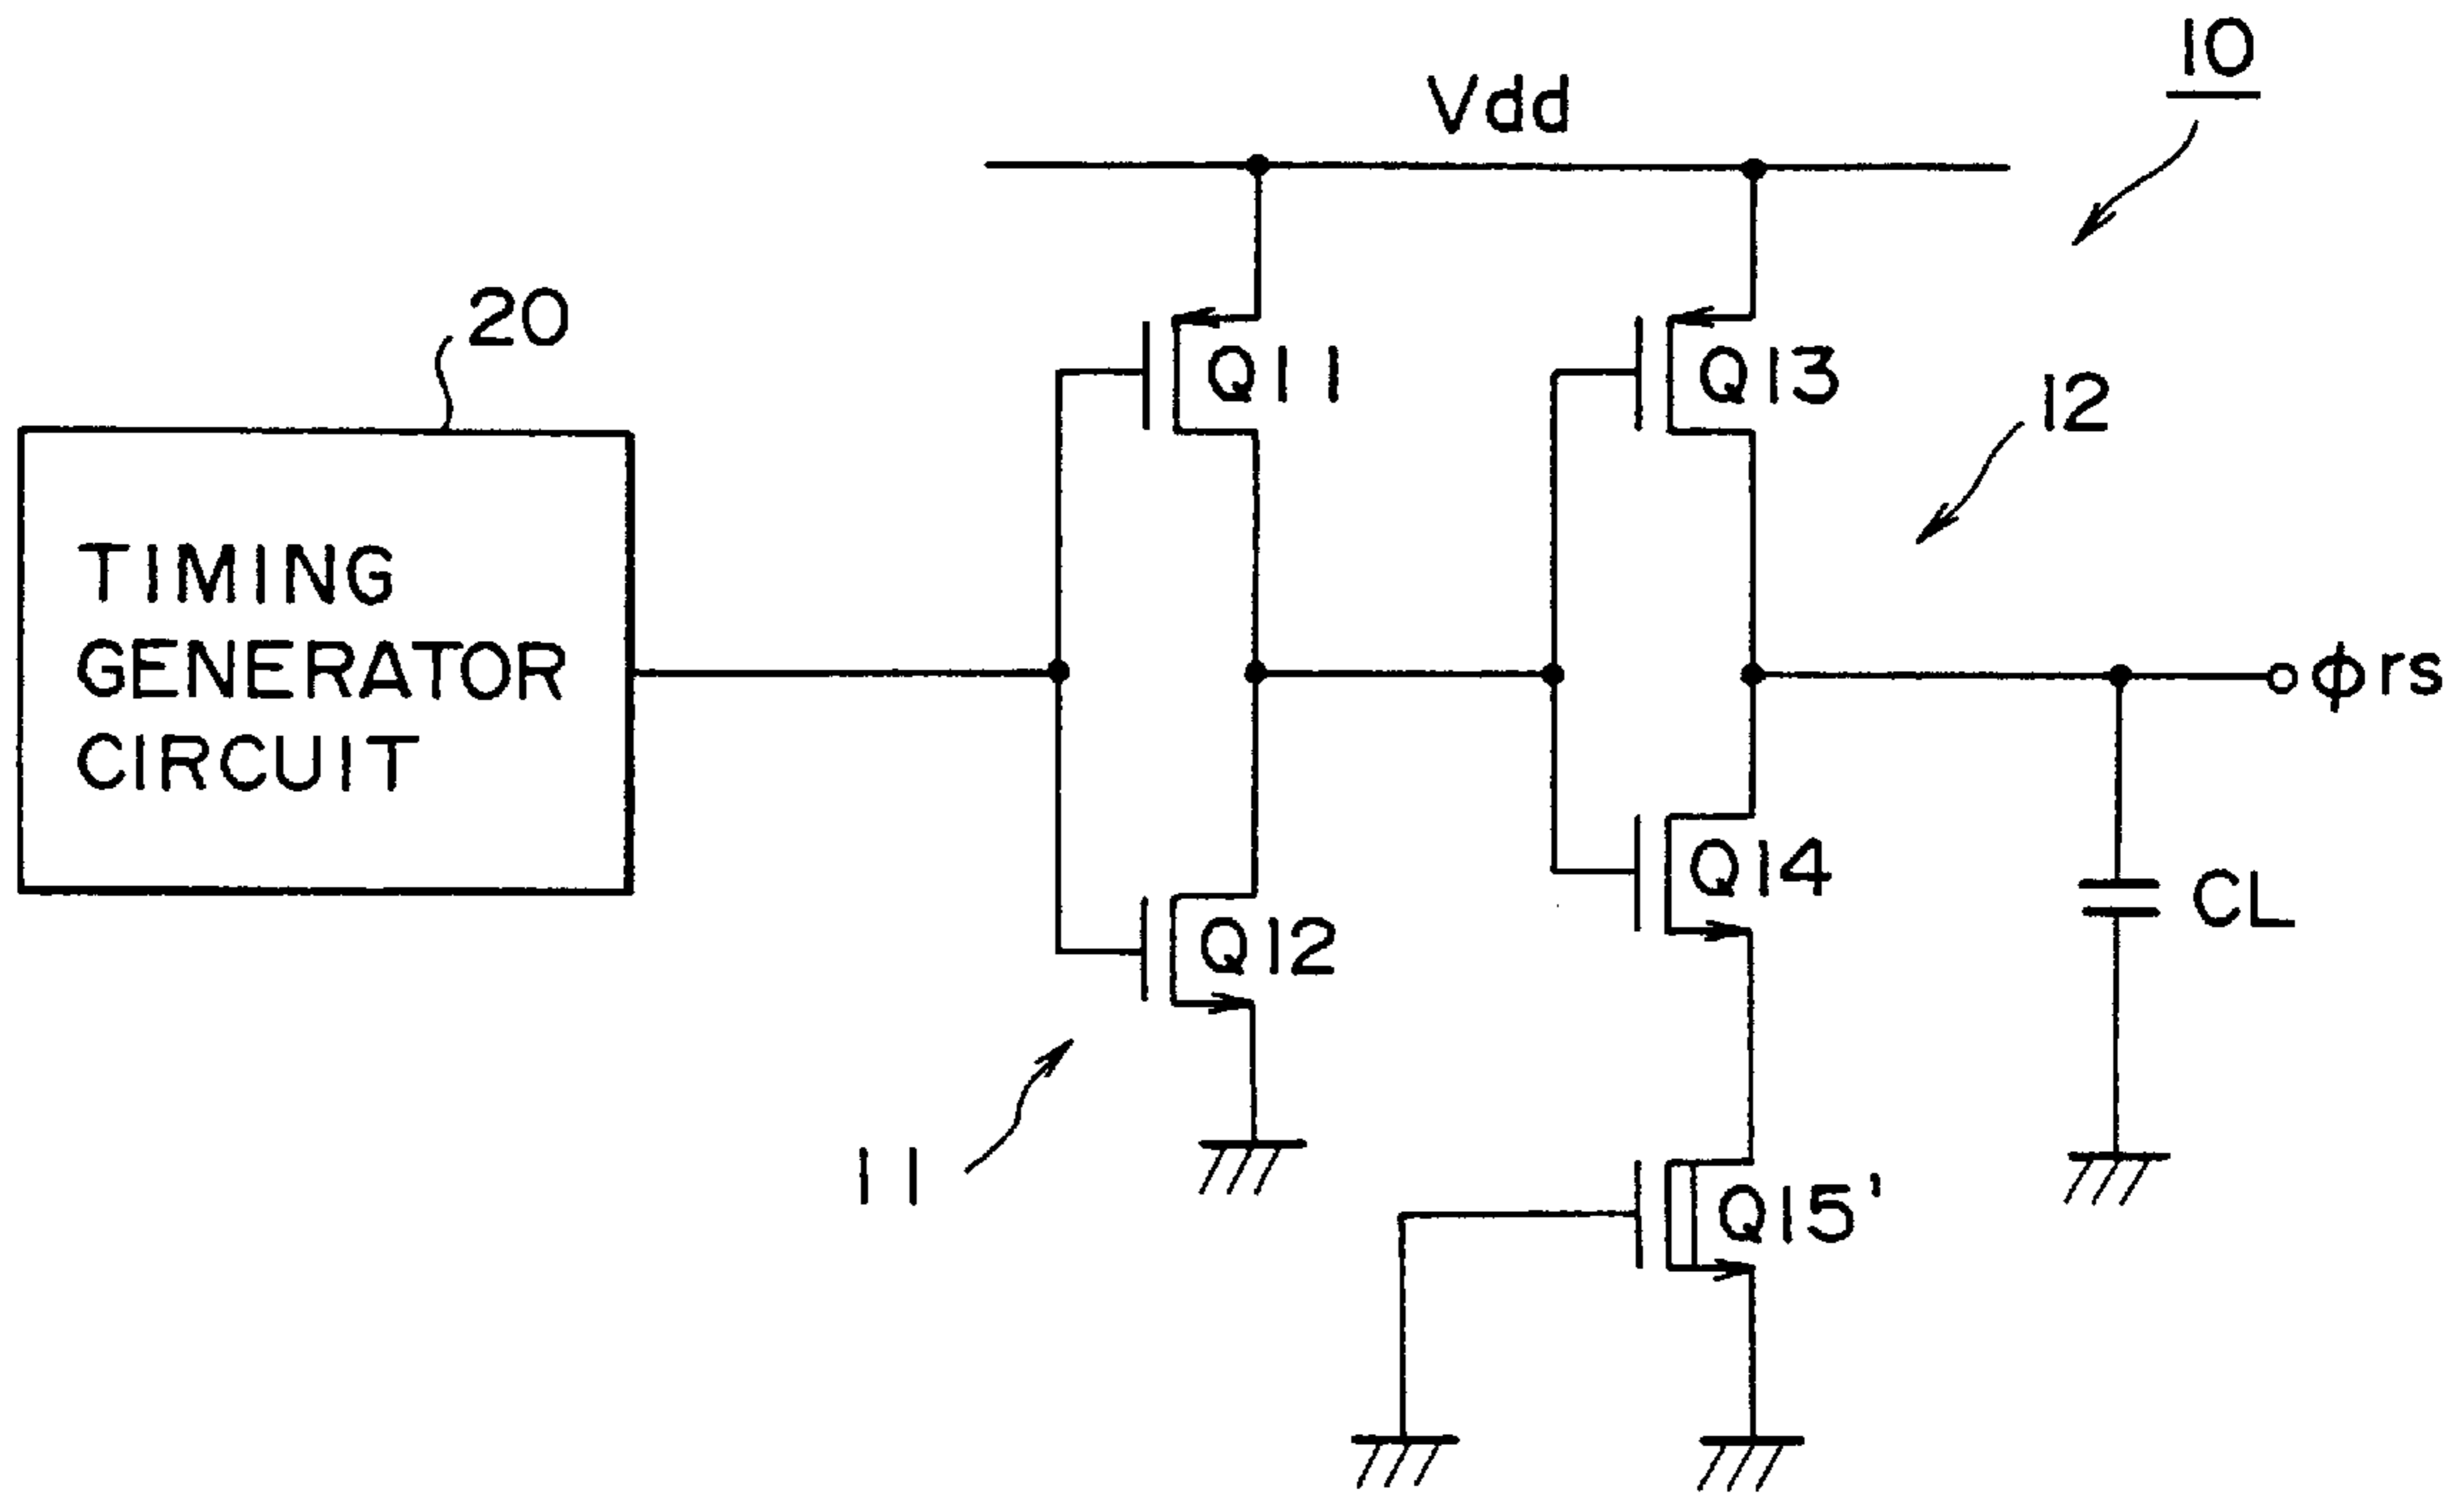 10
Vdd
20
Q11
Q13
12
TIMING
GENERATOR
CIRCUIT
ϕrs
Q14
CL
Q12
11
Q15'